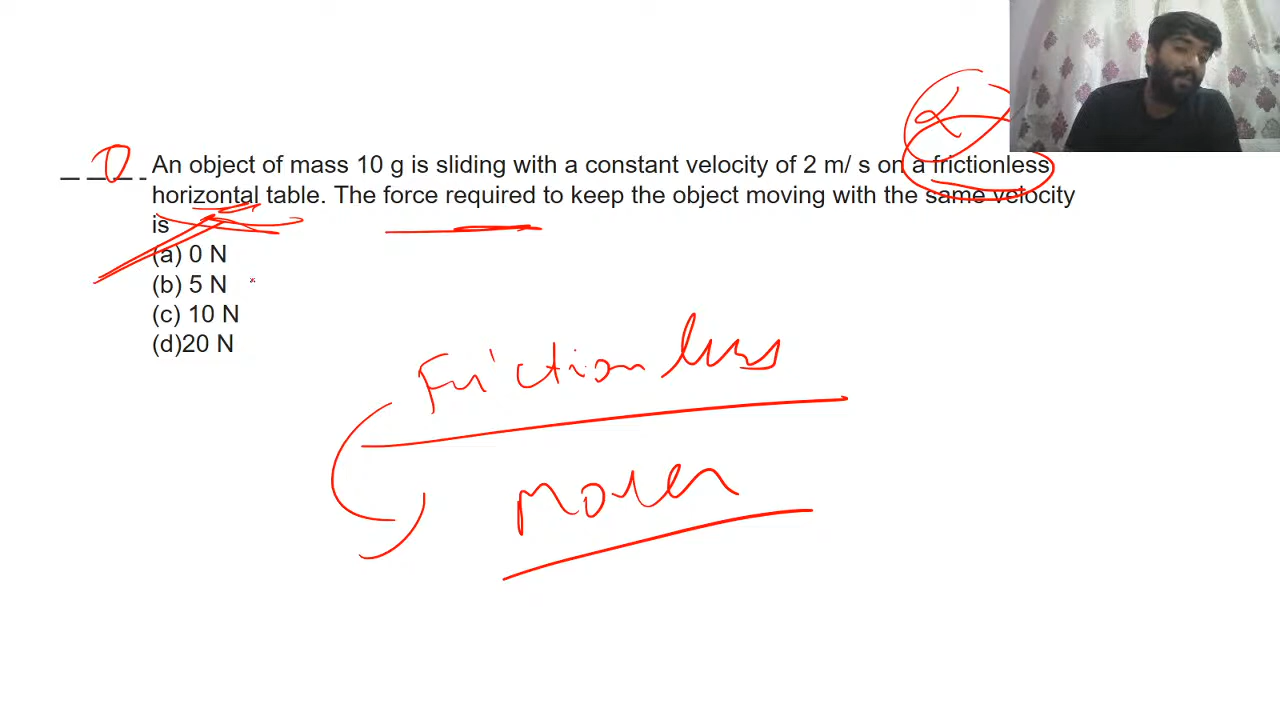 0 An object of mass 10 g is sliding with a constant velocity of 2 m/ s on a frictionless
horizontal table. The force required to keep the object moving with the same velocity
is
(a) 0 N
(b) 5 N
(c) 10 N
(d)20 N
Frictionless